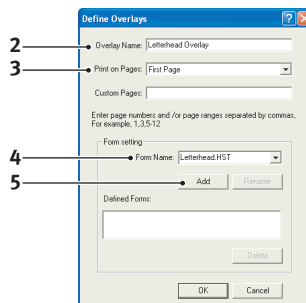 Define Overlays
2 Overlay Name: Letterhead Overlay
3 Print on Pages: First Page
Custom Pages:
Enter page numbers and /or page ranges separated by commas,
For example, 1,3,5-12
Form setting
4 Form Name: Letterhead.HST
5 Add Rename
Defined Forms:
Delete
OK Cancel